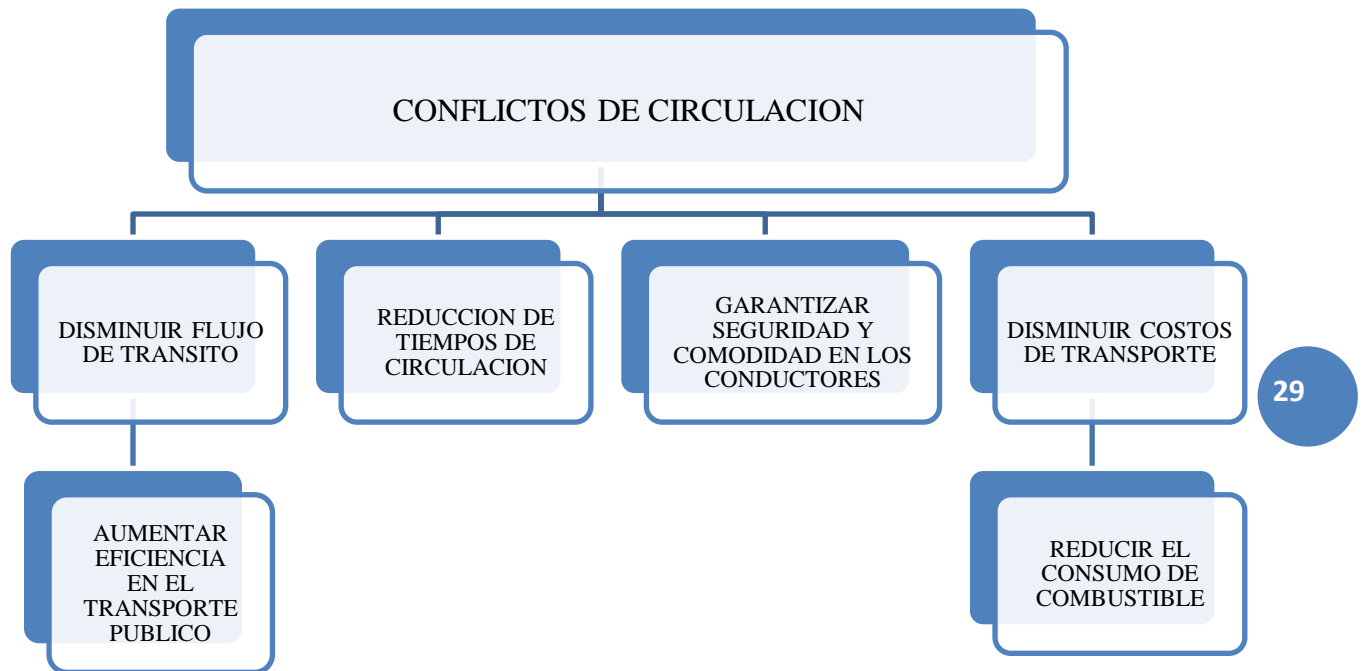 CONFLICTOS DE CIRCULACION
DISMINUIR FLUJO
DE TRANSITO
REDUCCION DE
TIEMPOS DE
CIRCULACION
GARANTIZAR
SEGURIDAD Y
COMODIDAD EN LOS
CONDUCTORES
DISMINUIR COSTOS
DE TRANSPORTE
29
AUMENTAR
EFICIENCIA
EN EL
TRANSPORTE
PUBLICO
REDUCIR EL
CONSUMO DE
COMBUSTIBLE